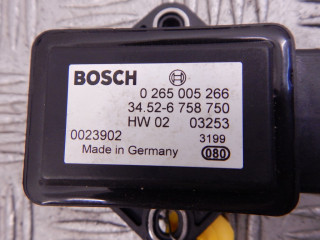 BOSCH
0 265 005 266
34.52-6 758 750
HW 02 03253
0023902 3199
Made in Germany 080